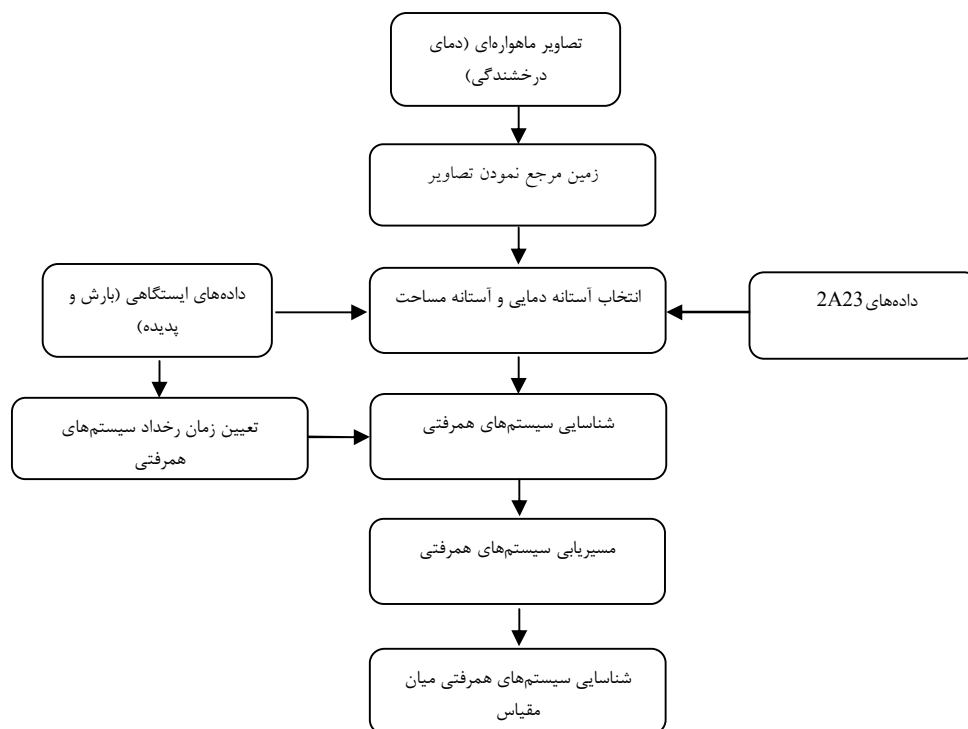 تصاویر ماهواره‌ای (دمای
درخشندگی)
زمین مرجع نمودن تصاویر
انتخاب آستانه دمایی و آستانه مساحت
داده‌های ایستگاهی (بارش و
پدیده)
داده‌های 2A23
شناسایی سیستم‌های همرفتی
تعیین زمان رخداد سیستم‌های
همرفتی
مسیریابی سیستم‌های همرفتی
شناسایی سیستم‌های همرفتی میان
مقیاس